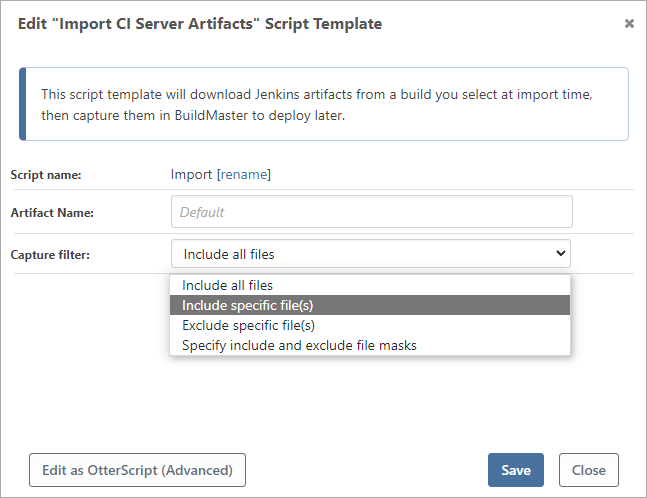 Edit "Import CI Server Artifacts" Script Template
This script template will download Jenkins artifacts from a build you select at import time,
then capture them in BuildMaster to deploy later.
Script name: Import [rename]
Artifact Name: Default
Capture filter: Include all files
Include all files
Include specific file(s)
Exclude specific file(s)
Specify include and exclude file masks
Edit as OtterScript (Advanced) Save Close